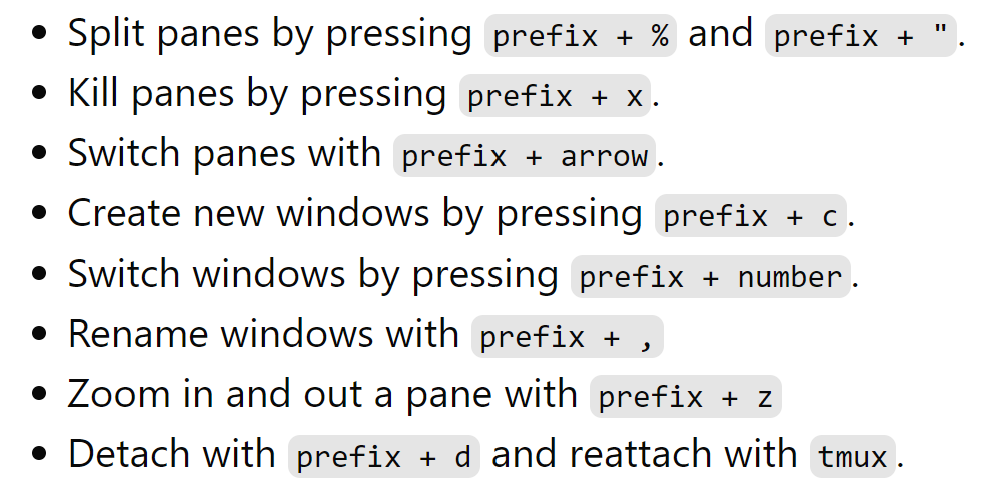 • Split panes by pressing prefix + % and prefix + ".
• Kill panes by pressing prefix + x.
• Switch panes with prefix + arrow.
• Create new windows by pressing prefix + c.
• Switch windows by pressing prefix + number.
• Rename windows with prefix + ,
• Zoom in and out a pane with prefix + z
• Detach with prefix + d and reattach with tmux.